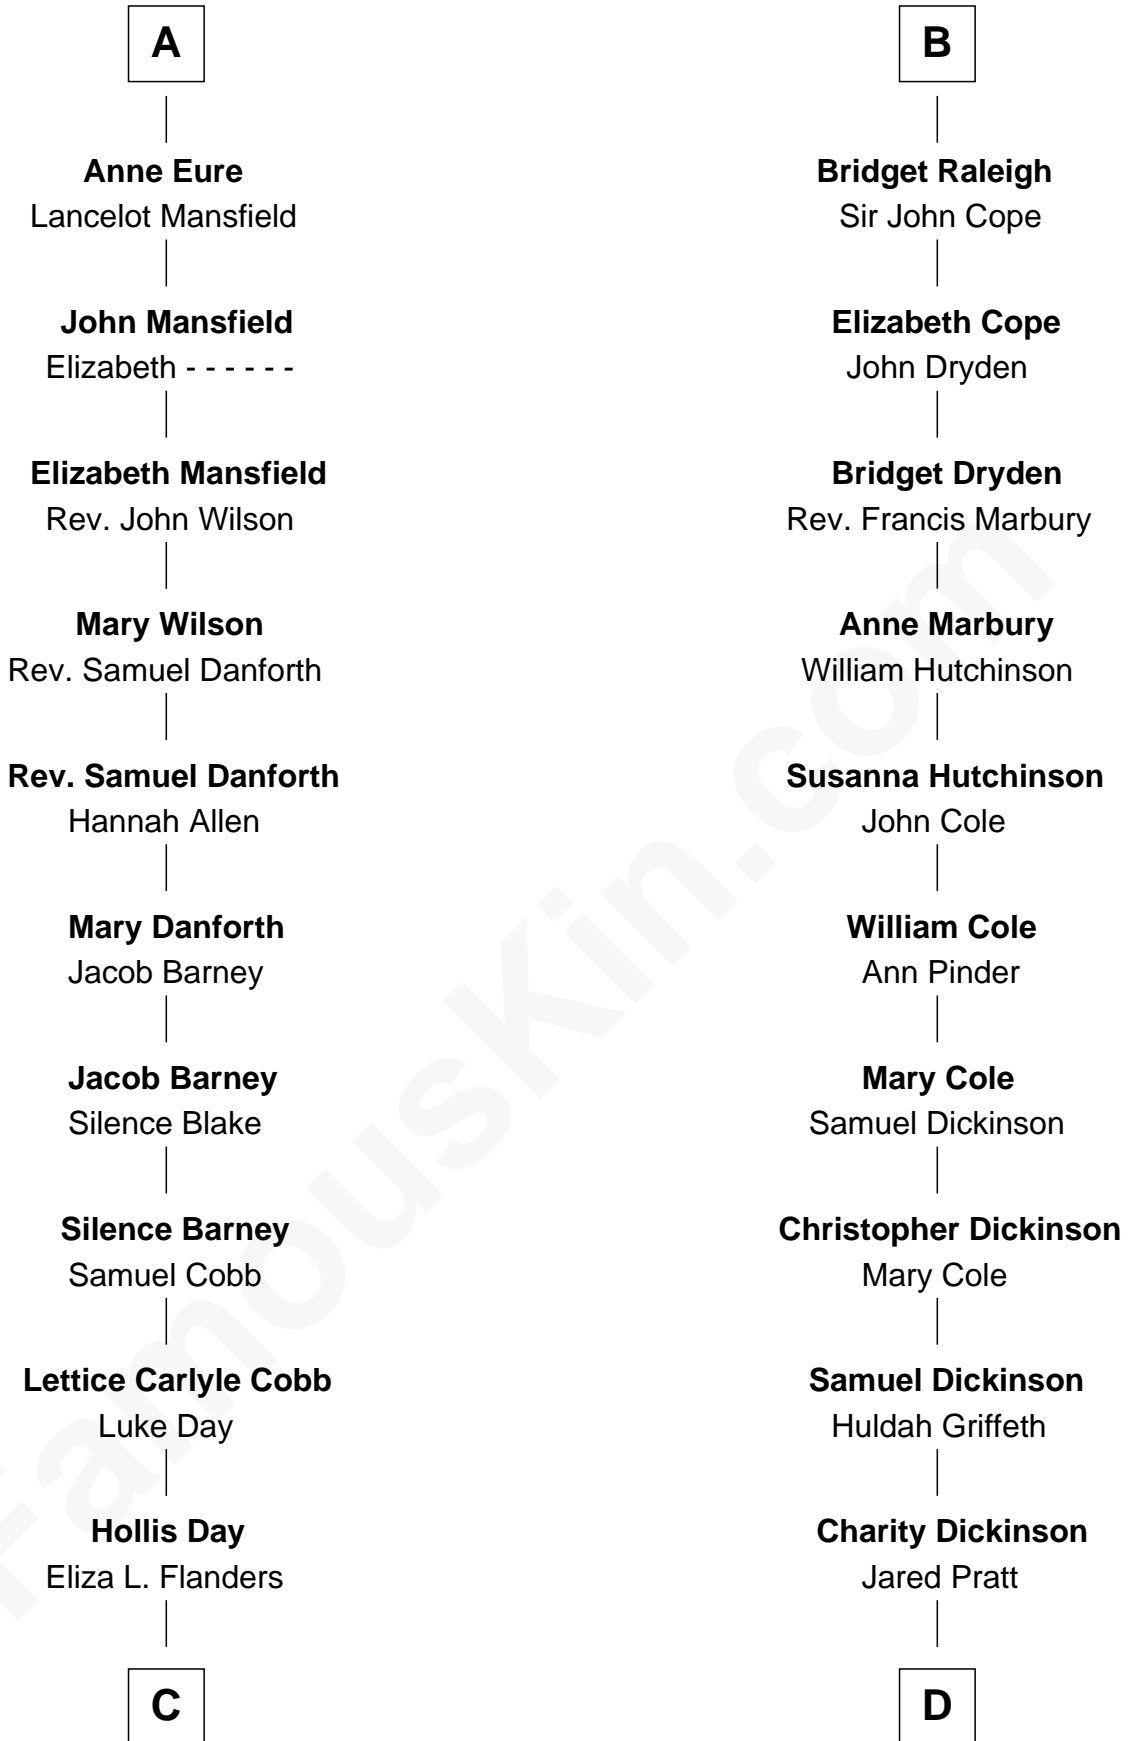 A
Anne Eure
Lancelot Mansfield
John Mansfield
Elizabeth - - - - - -
Elizabeth Mansfield
Rev. John Wilson
Mary Wilson
Rev. Samuel Danforth
Rev. Samuel Danforth
Hannah Allen
Mary Danforth
Jacob Barney
Jacob Barney
Silence Blake
Silence Barney
Samuel Cobb
Lettice Carlyle Cobb
Luke Day
Hollis Day
Eliza L. Flanders
C
B
Bridget Raleigh
Sir John Cope
Elizabeth Cope
John Dryden
Bridget Dryden
Rev. Francis Marbury
Anne Marbury
William Hutchinson
Susanna Hutchinson
John Cole
William Cole
Ann Pinder
Mary Cole
Samuel Dickinson
Christopher Dickinson
Mary Cole
Samuel Dickinson
Huldah Griffeth
Charity Dickinson
Jared Pratt
D
FamousKin.com